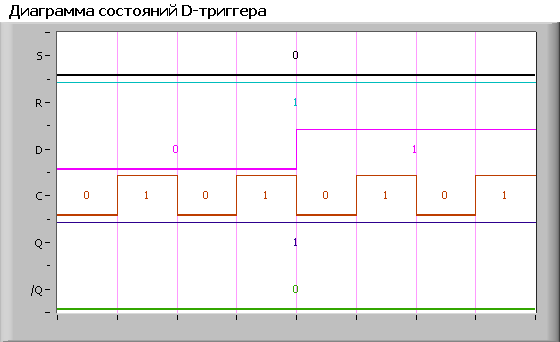 Диаграмма состояний D-триггера
S 0
R 1
D 0 1
C 0 1 0 1 0 1 0 1
Q 1
/Q 0